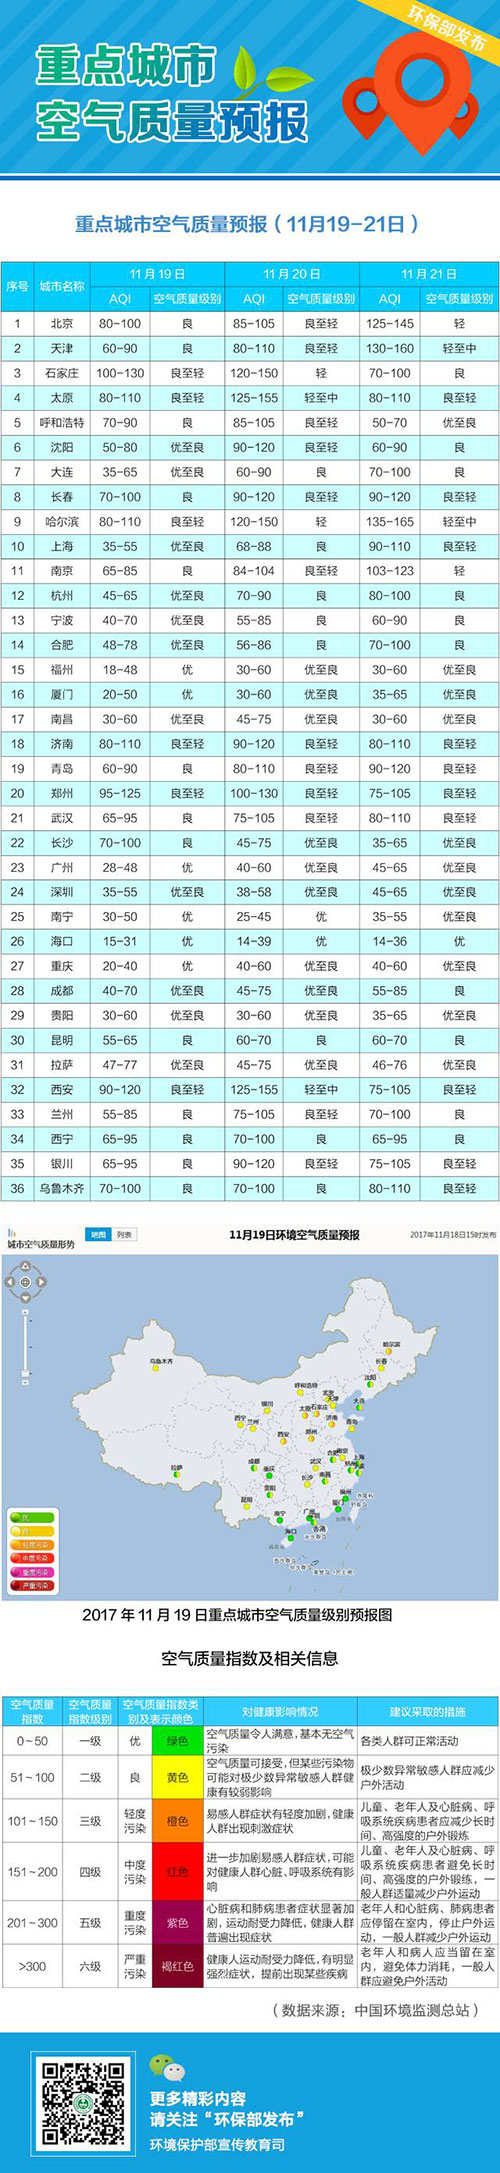 环保部发布
重点城市
空气质量预报
重点城市空气质量预报（11月19-21日）
序号 城市名称 11月19日 11月20日 11月21日
AQI 空气质量级别 AQI 空气质量级别 AQI 空气质量级别
1 北京 80-100 良 85-105 良至轻 125-145 轻
2 天津 60-90 良 80-110 良至轻 130-160 轻至中
3 石家庄 100-130 良至轻 120-150 轻 70-100 良
4 太原 80-110 良至轻 125-155 轻至中 80-110 良至轻
5 呼和浩特 70-90 良 85-105 良至轻 50-70 优至良
6 沈阳 50-80 优至良 90-120 良至轻 60-90 良
7 大连 35-65 优至良 60-90 良 70-100 良
8 长春 70-100 良 90-120 良至轻 90-120 良至轻
9 哈尔滨 80-110 良至轻 120-150 轻 135-165 轻至中
10 上海 35-55 优至良 68-88 良 90-110 良至轻
11 南京 65-85 良 84-104 良至轻 103-123 轻
12 杭州 45-65 优至良 70-90 良 80-100 良
13 宁波 40-70 优至良 55-85 良 60-90 良
14 合肥 48-78 优至良 56-86 良 70-100 良
15 福州 18-48 优 30-60 优至良 30-60 优至良
16 厦门 20-50 优 30-60 优至良 35-65 优至良
17 南昌 30-60 优至良 45-75 优至良 30-60 优至良
18 济南 80-110 良至轻 90-120 良至轻 80-110 良至轻
19 青岛 60-90 良 80-110 良至轻 90-120 良至轻
20 郑州 95-125 良至轻 100-130 良至轻 75-105 良至轻
21 武汉 65-95 良 75-105 良至轻 80-110 良至轻
22 长沙 70-100 良 45-75 优至良 35-65 优至良
23 广州 28-48 优 40-60 优至良 45-65 优至良
24 深圳 35-55 优至良 38-58 优至良 45-65 优至良
25 南宁 30-50 优 25-45 优 35-55 优至良
26 海口 15-31 优 14-39 优 14-36 优
27 重庆 20-40 优 40-60 优至良 40-60 优至良
28 成都 40-70 优至良 45-75 优至良 55-85 良
29 贵阳 30-60 优至良 30-60 优至良 35-65 优至良
30 昆明 55-65 良 60-70 良 60-70 良
31 拉萨 47-77 优至良 45-75 优至良 46-76 优至良
32 西安 90-120 良至轻 125-155 轻至中 75-105 良至轻
33 兰州 55-85 良 75-105 良至轻 70-100 良
34 西宁 65-95 良 70-100 良 65-95 良
35 银川 65-95 良 90-120 良至轻 75-105 良至轻
36 乌鲁木齐 70-100 良 70-100 良 80-110 良至轻
城市空气质量形势 地图 列表 11月19日环境空气质量预报 2017年11月18日15时发布
哈尔滨
长春
乌鲁木齐
沈阳
呼和浩特
北京
天津
大连
银川
太原
石家庄
西宁
兰州
济南
青岛
西安
郑州
拉萨
成都
重庆
武汉
合肥
南京
上海
杭州
长沙
南昌
贵阳
昆明
福州
厦门
南宁
广州
深圳
香港
海口
优
良
轻度污染
中度污染
重度污染
严重污染
2017 年 11 月 19 日重点城市空气质量级别预报图
空气质量指数及相关信息
空气质量指数 空气质量指数级别 空气质量指数类别及表示颜色 对健康影响情况 建议采取的措施
0~50 一级 优 绿色 空气质量令人满意，基本无空气污染 各类人群可正常活动
51~100 二级 良 黄色 空气质量可接受，但某些污染物可能对极少数异常敏感人群健康有较弱影响 极少数异常敏感人群应减少户外活动
101~150 三级 轻度污染 橙色 易感人群症状有轻度加剧，健康人群出现刺激症状 儿童、老年人及心脏病、呼吸系统疾病患者应减少长时间、高强度的户外锻炼
151~200 四级 中度污染 红色 进一步加剧易感人群症状，可能对健康人群心脏、呼吸系统有影响 儿童、老年人及心脏病、呼吸系统疾病患者避免长时间、高强度的户外锻炼，一般人群适量减少户外运动
201~300 五级 重度污染 紫色 心脏病和肺病患者症状显著加剧，运动耐受力降低，健康人群普遍出现症状 老年人和心脏病、肺病患者应停留在室内，停止户外运动，一般人群减少户外运动
>300 六级 严重污染 褐红色 健康人运动耐受力降低，有明显强烈症状，提前出现某些疾病 老年人和病人应当留在室内，避免体力消耗，一般人群应避免户外活动
（数据来源：中国环境监测总站）
更多精彩内容
请关注“环保部发布”
环境保护部宣传教育司